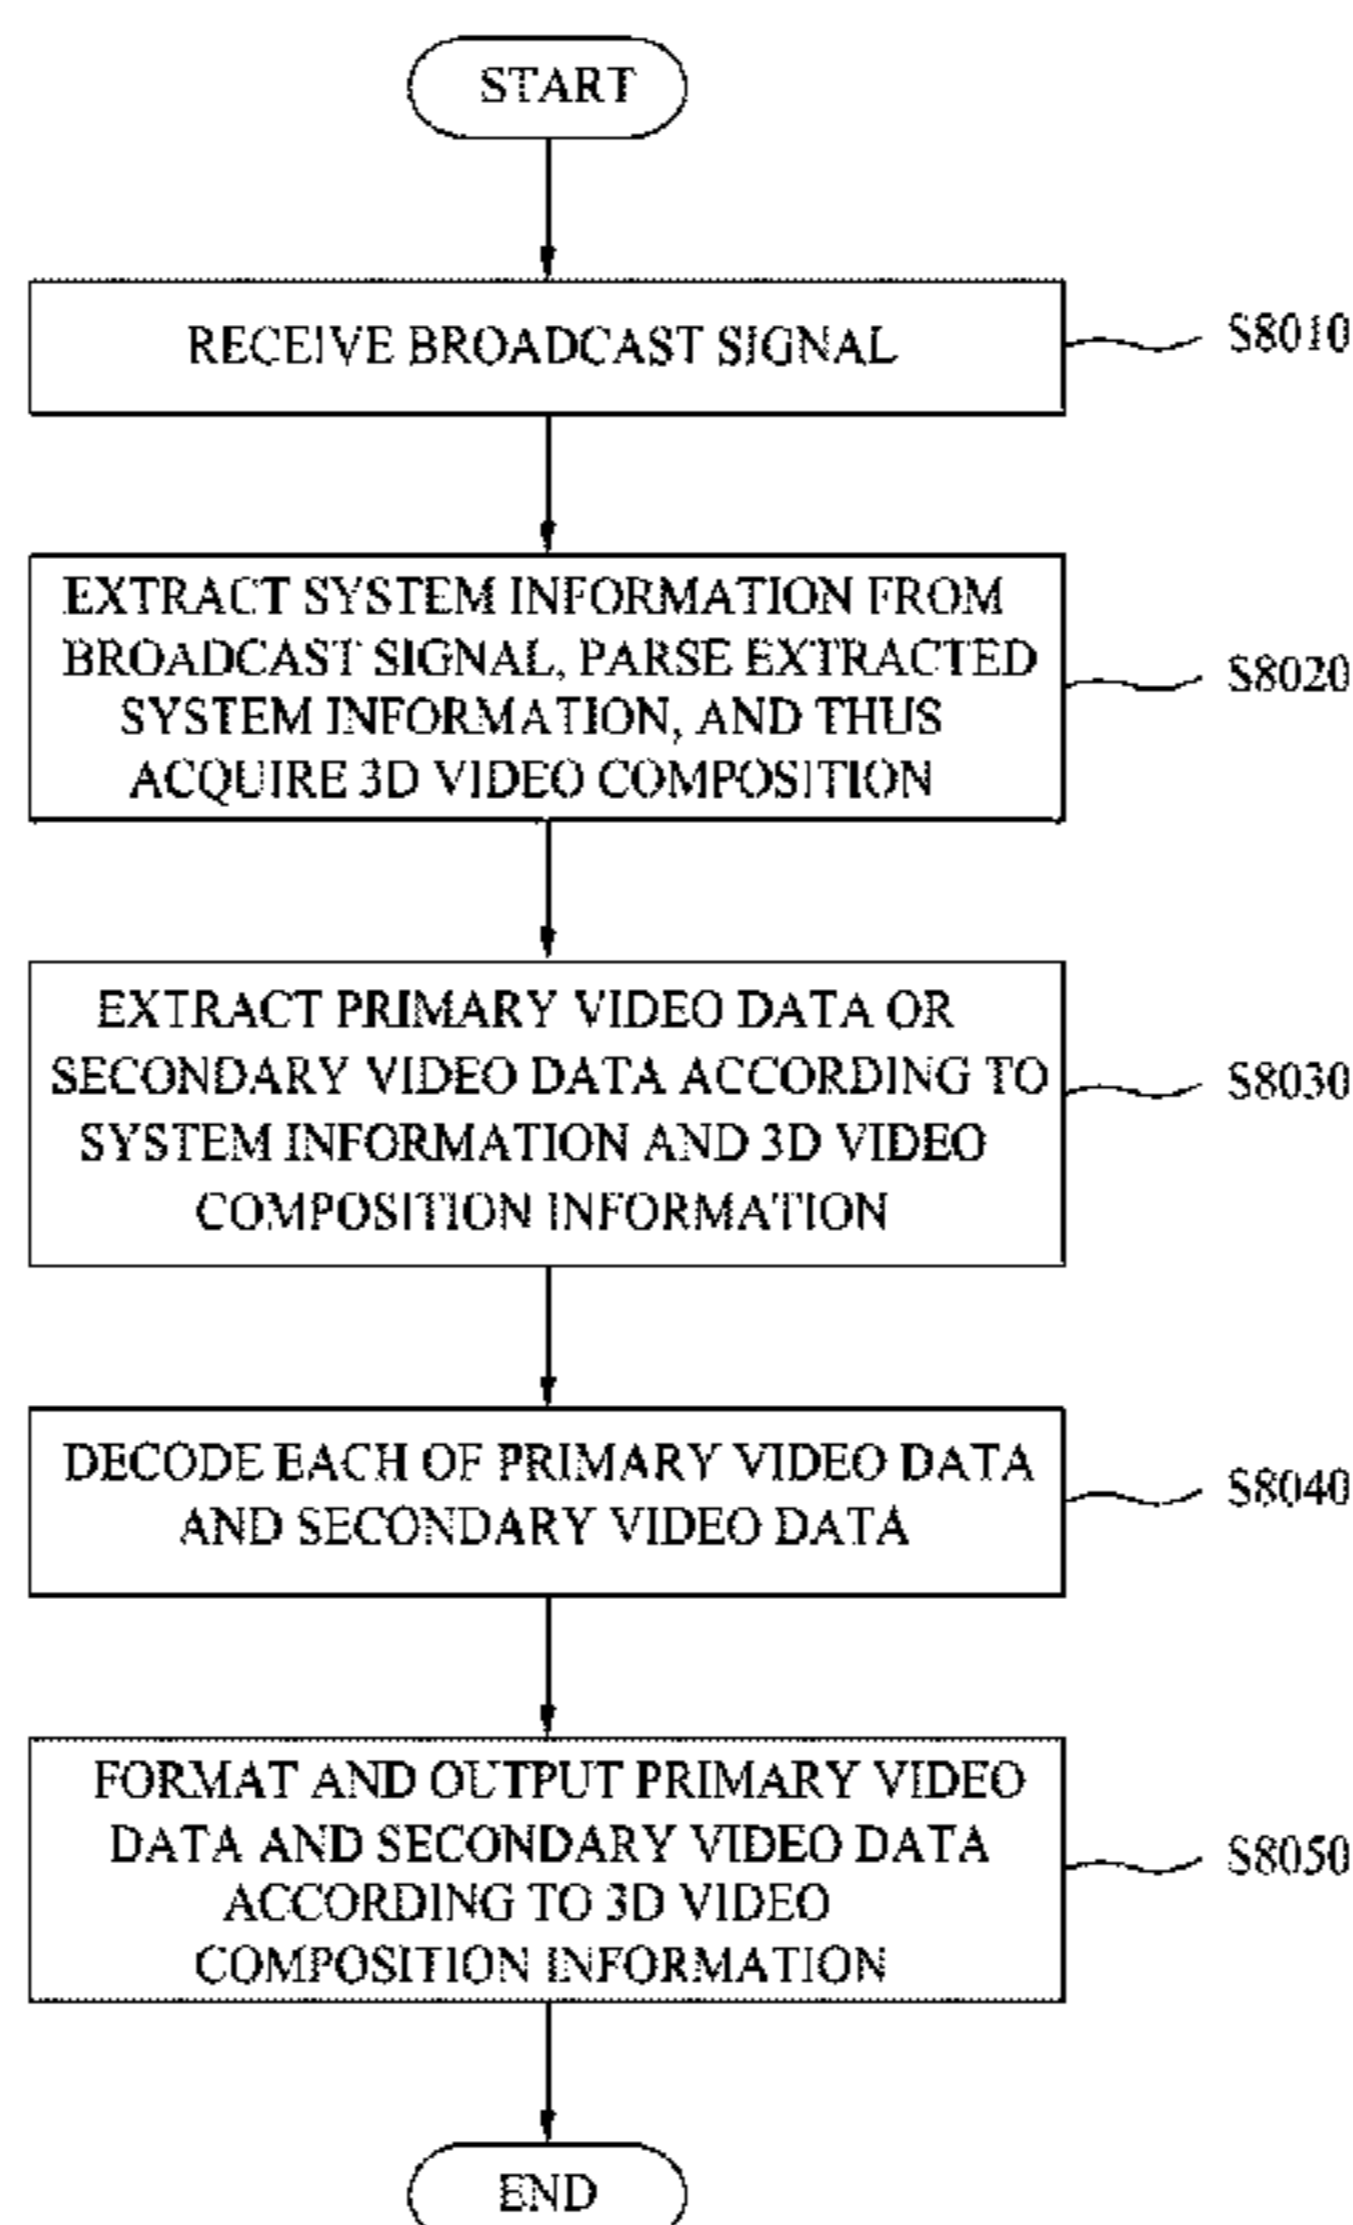 START
RECEIVE BROADCAST SIGNAL
S8010
EXTRACT SYSTEM INFORMATION FROM
BROADCAST SIGNAL, PARSE EXTRACTED
SYSTEM INFORMATION, AND THUS
ACQUIRE 3D VIDEO COMPOSITION
S8020
EXTRACT PRIMARY VIDEO DATA OR
SECONDARY VIDEO DATA ACCORDING TO
SYSTEM INFORMATION AND 3D VIDEO
COMPOSITION INFORMATION
S8030
DECODE EACH OF PRIMARY VIDEO DATA
AND SECONDARY VIDEO DATA
S8040
FORMAT AND OUTPUT PRIMARY VIDEO
DATA AND SECONDARY VIDEO DATA
ACCORDING TO 3D VIDEO
COMPOSITION INFORMATION
S8050
END